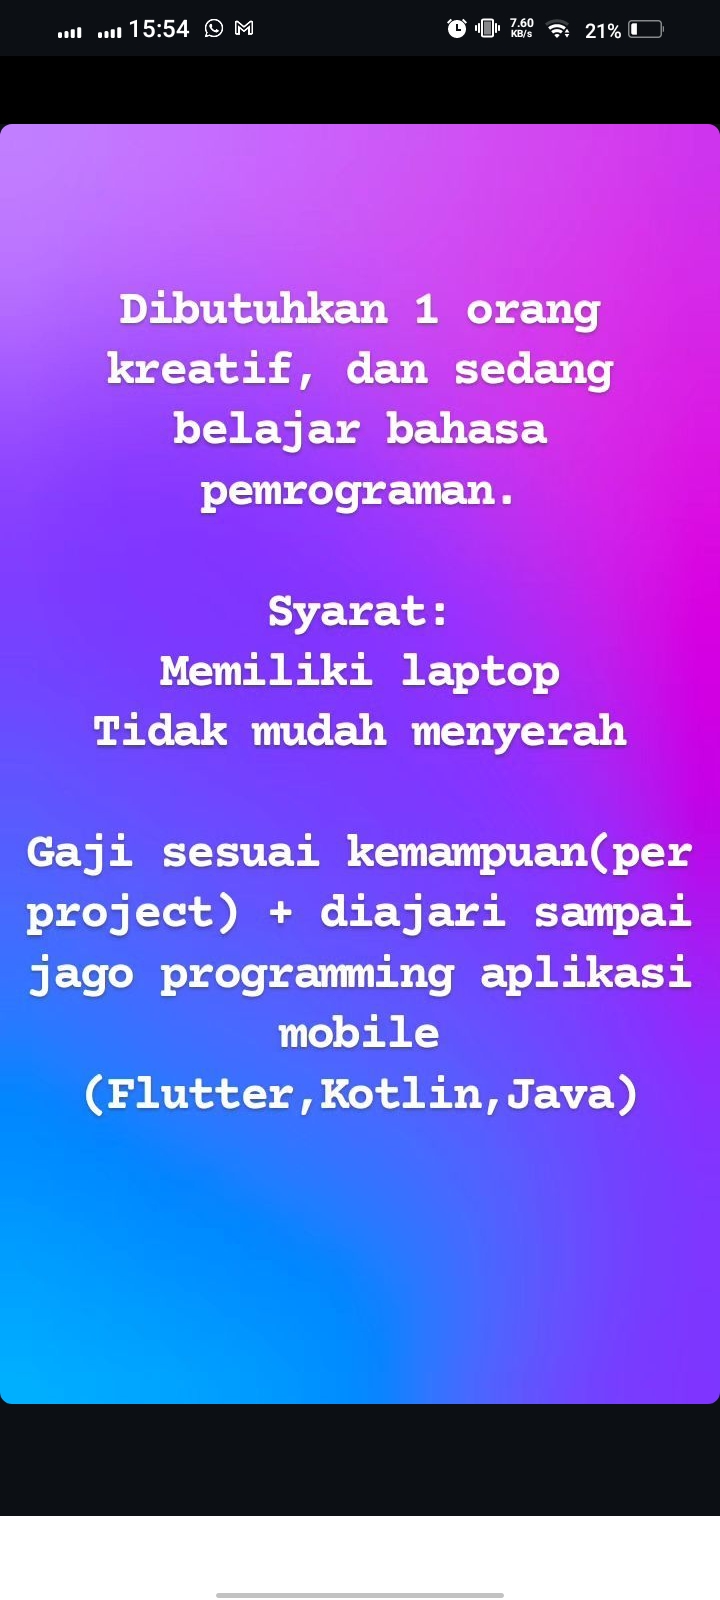 15:54
7.60
KB/s
21%
Dibutuhkan 1 orang
kreatif, dan sedang
belajar bahasa
pemrograman.
Syarat:
Memiliki laptop
Tidak mudah menyerah
Gaji sesuai kemampuan(per
project) + diajari sampai
jago programming aplikasi
mobile
(Flutter,Kotlin,Java)